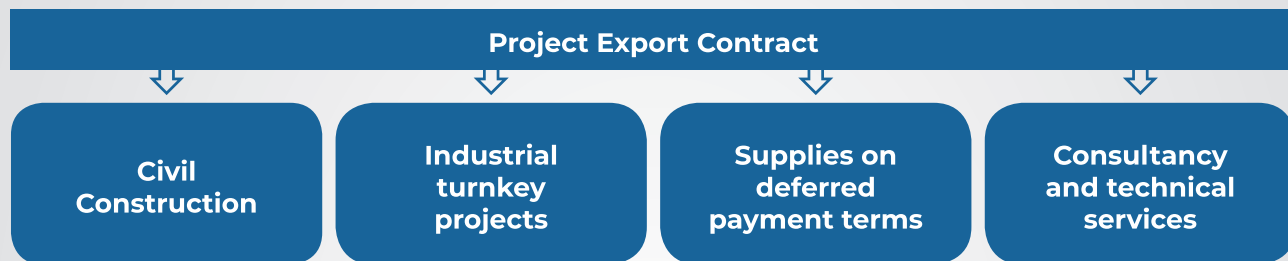 Project Export Contract
Civil
Construction
Industrial
turnkey
projects
Supplies on
deferred
payment terms
Consultancy
and technical
services